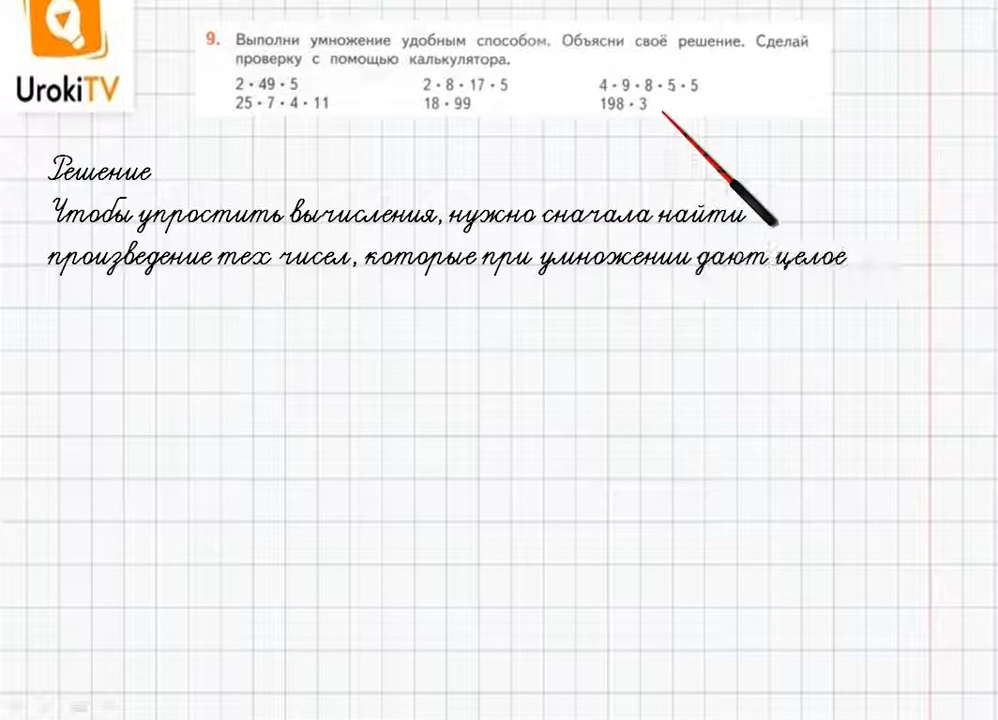 UrokiTV
9. Выполни умножение удобным способом. Объясни своё решение. Сделай
проверку с помощью калькулятора.
2 · 49 · 5 2 · 8 · 17 · 5 4 · 9 · 8 · 5 · 5
25 · 7 · 4 · 11 18 · 99 198 · 3
Решение
Чтобы упростить вычисления, нужно сначала найти
произведение тех чисел, которые при умножении дают целое